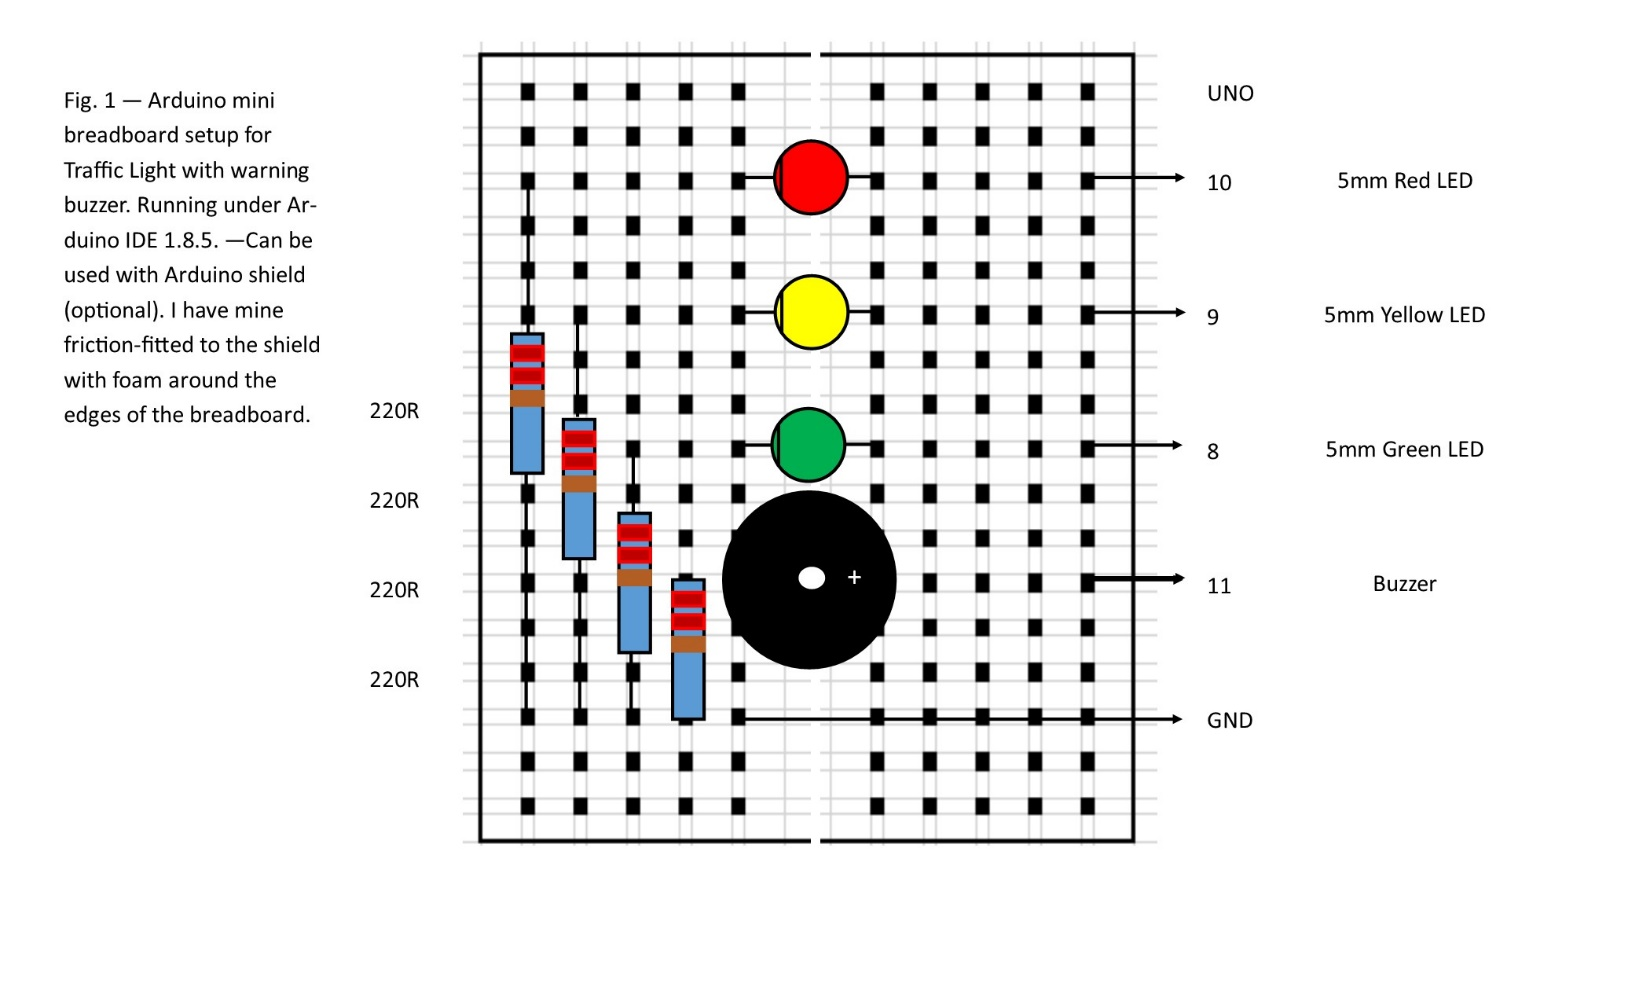 Fig. 1 — Arduino mini
breadboard setup for
Traffic Light with warning
buzzer. Running under Ar-
duino IDE 1.8.5. —Can be
used with Arduino shield
(optional). I have mine
friction-fitted to the shield
with foam around the
edges of the breadboard.
220R
220R
220R
220R
+
UNO
10 5mm Red LED
9 5mm Yellow LED
8 5mm Green LED
11 Buzzer
GND